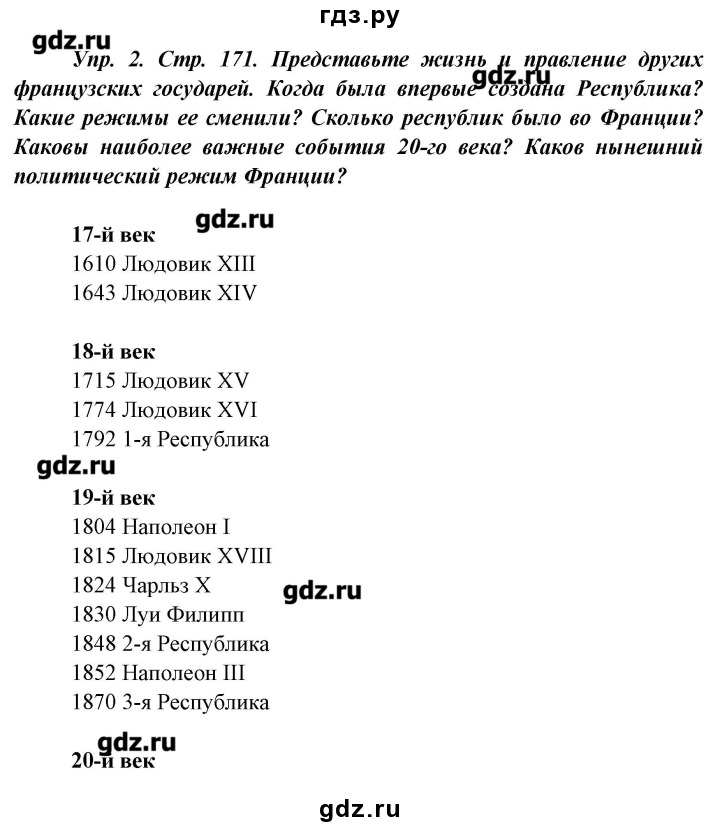 гдз.ру
gdz.ru
Упр. 2. Стр. 171. Представьте жизнь и правление других
gdz.ru
французских государей. Когда была впервые создана Республика?
Какие режимы ее сменили? Сколько республик было во Франции?
Каковы наиболее важные события 20-го века? Каков нынешний
политический режим Франции?
gdz.ru
17-й век
1610 Людовик XIII
1643 Людовик XIV
18-й век
1715 Людовик XV
1774 Людовик XVI
1792 1-я Республика
gdz.ru
19-й век
1804 Наполеон I
1815 Людовик XVIII
1824 Чарльз X
gdz.ru
1830 Луи Филипп
1848 2-я Республика
1852 Наполеон III
1870 3-я Республика
gdz.ru
20-й век
gdz.ru